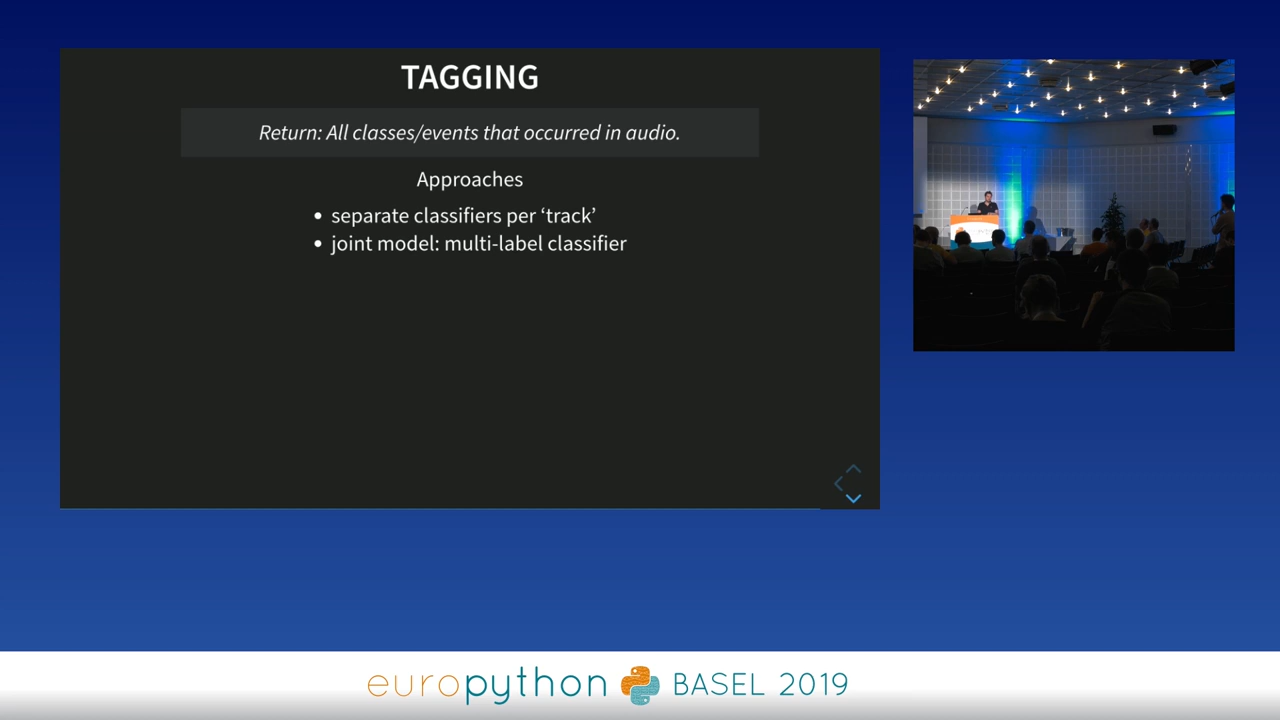 TAGGING
Return: All classes/events that occurred in audio.
Approaches
• separate classifiers per ‘track’
• joint model: multi-label classifier
europython BASEL 2019